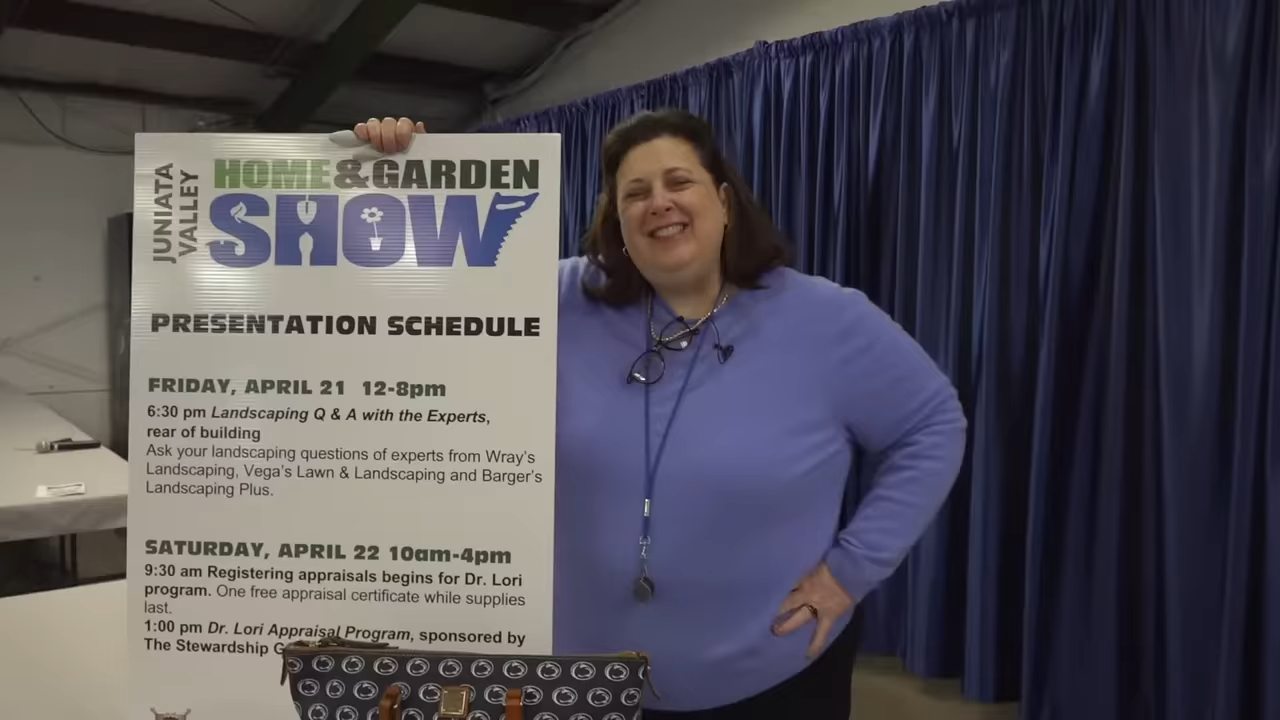 JUNIATA
VALLEY
HOME&GARDEN
SHOW
PRESENTATION SCHEDULE
FRIDAY, APRIL 21 12-8pm
6:30 pm Landscaping Q & A with the Experts,
rear of building
Ask your landscaping questions of experts from Wray's
Landscaping, Vega's Lawn & Landscaping and Barger's
Landscaping Plus.
SATURDAY, APRIL 22 10am-4pm
9:30 am Registering appraisals begins for Dr. Lori
program. One free appraisal certificate while supplies
last.
1:00 pm Dr. Lori Appraisal Program, sponsored by
The Stewardship